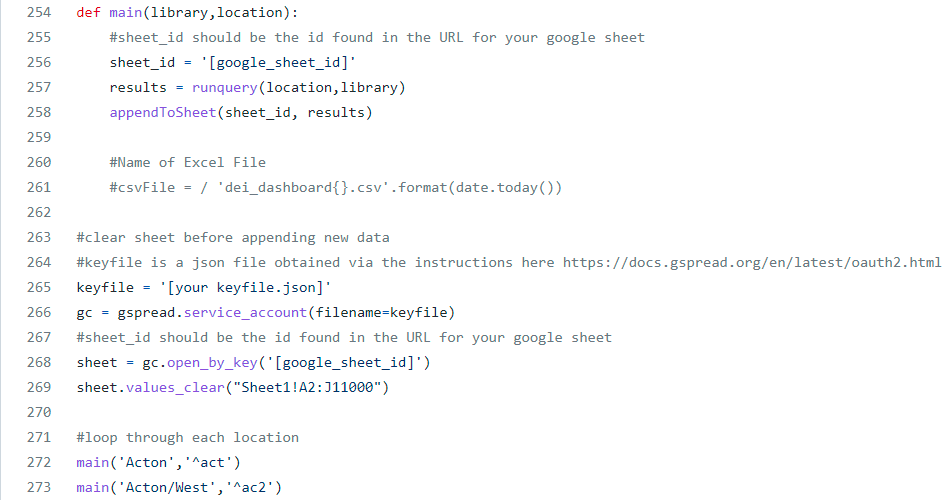 254 def main(library,location):
255 #sheet_id should be the id found in the URL for your google sheet
256 sheet_id = '[google_sheet_id]'
257 results = runquery(location,library)
258 appendToSheet(sheet_id, results)
259
260 #Name of Excel File
261 #csvFile = / 'dei_dashboard{}.csv'.format(date.today())
262
263 #clear sheet before appending new data
264 #keyfile is a json file obtained via the instructions here https://docs.gspread.org/en/latest/oauth2.html
265 keyfile = '[your keyfile.json]'
266 gc = gspread.service_account(filename=keyfile)
267 #sheet_id should be the id found in the URL for your google sheet
268 sheet = gc.open_by_key('[google_sheet_id]')
269 sheet.values_clear("Sheet1!A2:J11000")
270
271 #loop through each location
272 main('Acton','^act')
273 main('Acton/West','^ac2')